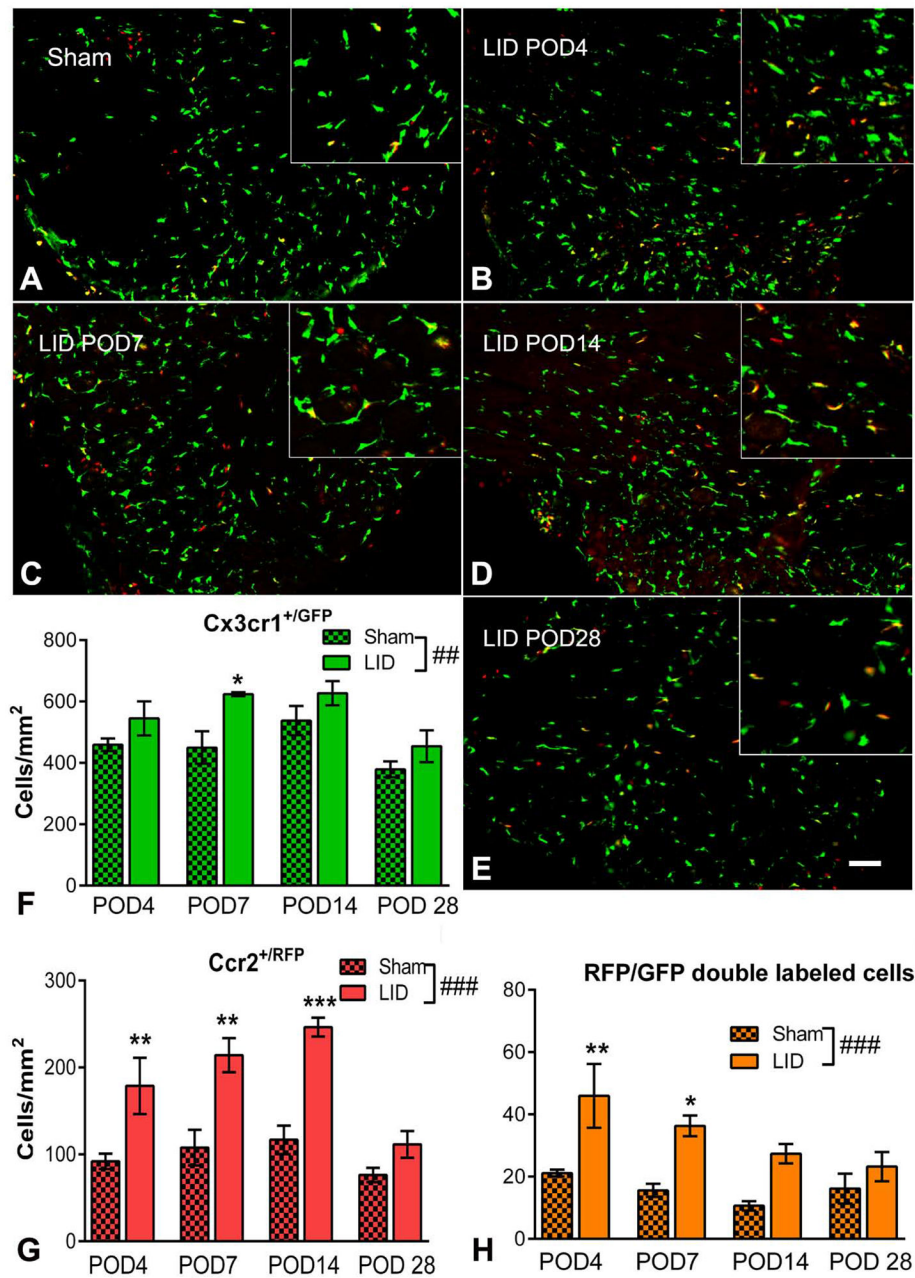 Sham
A
LID POD4
B
LID POD7
C
LID POD14
D
LID POD28
E
Cx3cr1+/GFP
Sham
LID
##
*
Cells/mm2
800
600
400
200
0
POD4 POD7 POD14 POD 28
F
Ccr2+/RFP
Sham
LID
###
** ** ***
Cells/mm2
300
200
100
0
POD4 POD7 POD14 POD 28
G
RFP/GFP double labeled cells
Sham
LID
###
** *
80
60
40
20
0
POD4 POD7 POD14 POD 28
H